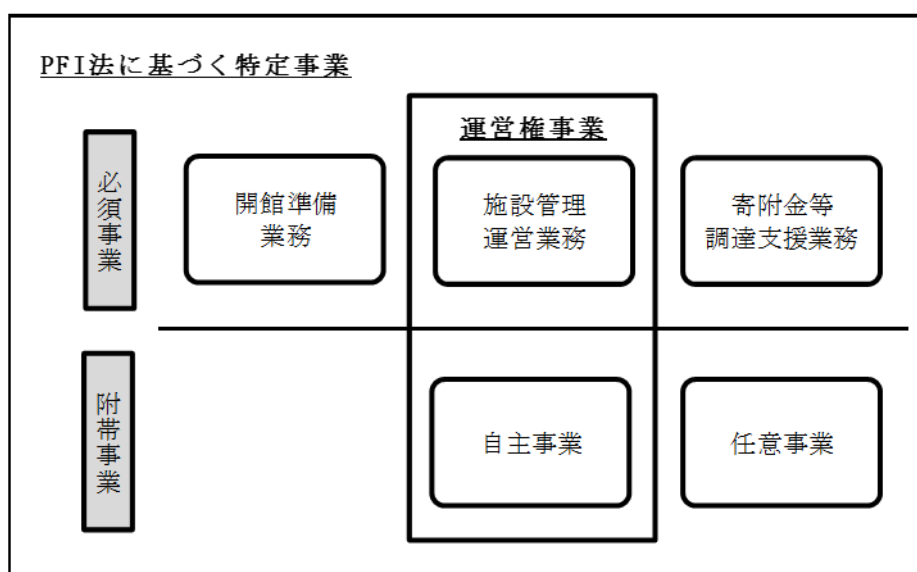 PFI法に基づく特定事業
運営権事業
必須事業
開館準備
業務
施設管理
運営業務
寄附金等
調達支援業務
附帯事業
自主事業
任意事業